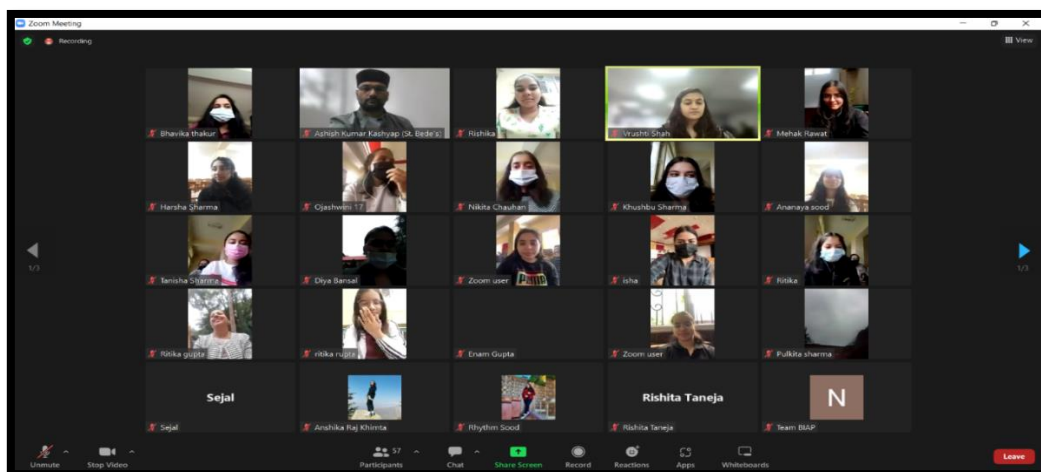 Zoom Meeting
Recording
View
Bhavika thakur
Ashish Kumar Kashyap (St. Bede's)
Rishika
Vrushti Shah
Mehak Rawat
Harsha Sharma
Ojashwini 17
Nikita Chauhan
Khushbu Sharma
Ananaya sood
Tanisha Sharma
Diya Bansal
Zoom user
isha
Ritika
1/3
1/3
Ritika gupta
ritika rupta
Enam Gupta
Zoom user
Pulkita sharma
Sejal
Rishita Taneja
N
Sejal
Anshika Raj Khimta
Rhythm Sood
Rishita Taneja
Team BIAP
57
Unmute
Stop Video
Participants
Chat
Share Screen
Record
Reactions
Apps
Whiteboards
Leave